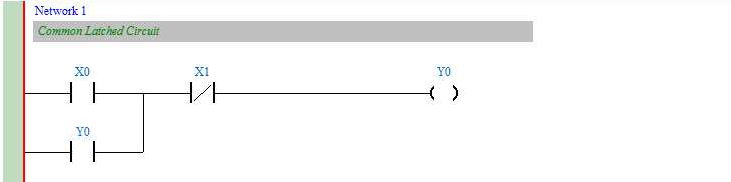 Network 1
Common Latched Circuit
X0 X1 Y0
Y0